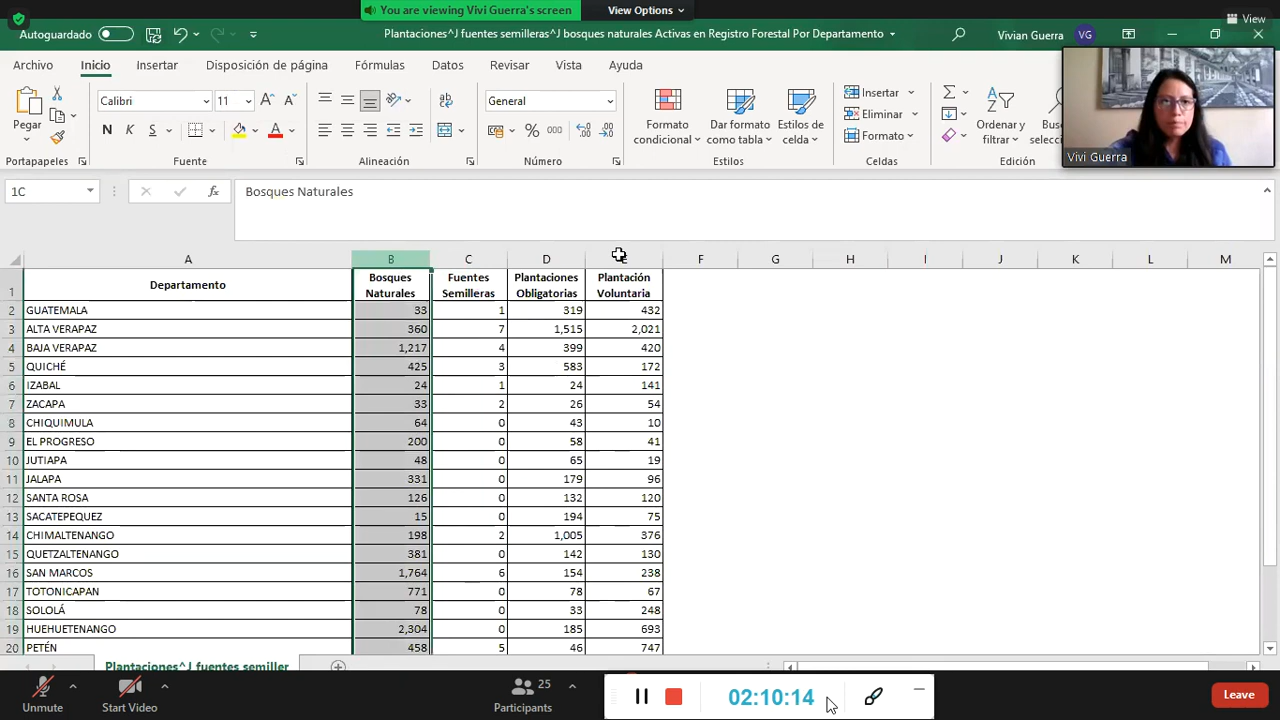 You are viewing Vivi Guerra's screen
View Options
View
Autoguardado
Plantaciones^J fuentes semilleras^J bosques naturales Activas en Registro Forestal Por Departamento
Vivian Guerra VG
Archivo Inicio Insertar Disposición de página Fórmulas Datos Revisar Vista Ayuda
Pegar
Calibri 11
N K S
General
% 000
Formato condicional
Dar formato como tabla
Estilos de celda
Insertar
Eliminar
Formato
Ordenar y filtrar
Portapapeles Fuente Alineación Número Estilos Celdas Edición
Vivi Guerra
1C fx Bosques Naturales
A B C D F G H I J K L M
1 Departamento Bosques Naturales Fuentes Semilleras Plantaciones Obligatorias Plantación Voluntaria
2 GUATEMALA 33 1 319 432
3 ALTA VERAPAZ 360 7 1,515 2,021
4 BAJA VERAPAZ 1,217 4 399 420
5 QUICHÉ 425 3 583 172
6 IZABAL 24 1 24 141
7 ZACAPA 33 2 26 54
8 CHIQUIMULA 64 0 43 10
9 EL PROGRESO 200 0 58 41
10 JUTIAPA 48 0 65 19
11 JALAPA 331 0 179 96
12 SANTA ROSA 126 0 132 120
13 SACATEPEQUEZ 15 0 194 75
14 CHIMALTENANGO 198 2 1,005 376
15 QUETZALTENANGO 381 0 142 130
16 SAN MARCOS 1,764 6 154 238
17 TOTONICAPAN 771 0 78 67
18 SOLOLÁ 78 0 33 248
19 HUEHUETENANGO 2,304 0 185 693
20 PETÉN 458 5 46 747
Plantaciones^J fuentes semiller
Unmute
Start Video
25
Participants
02:10:14
Leave